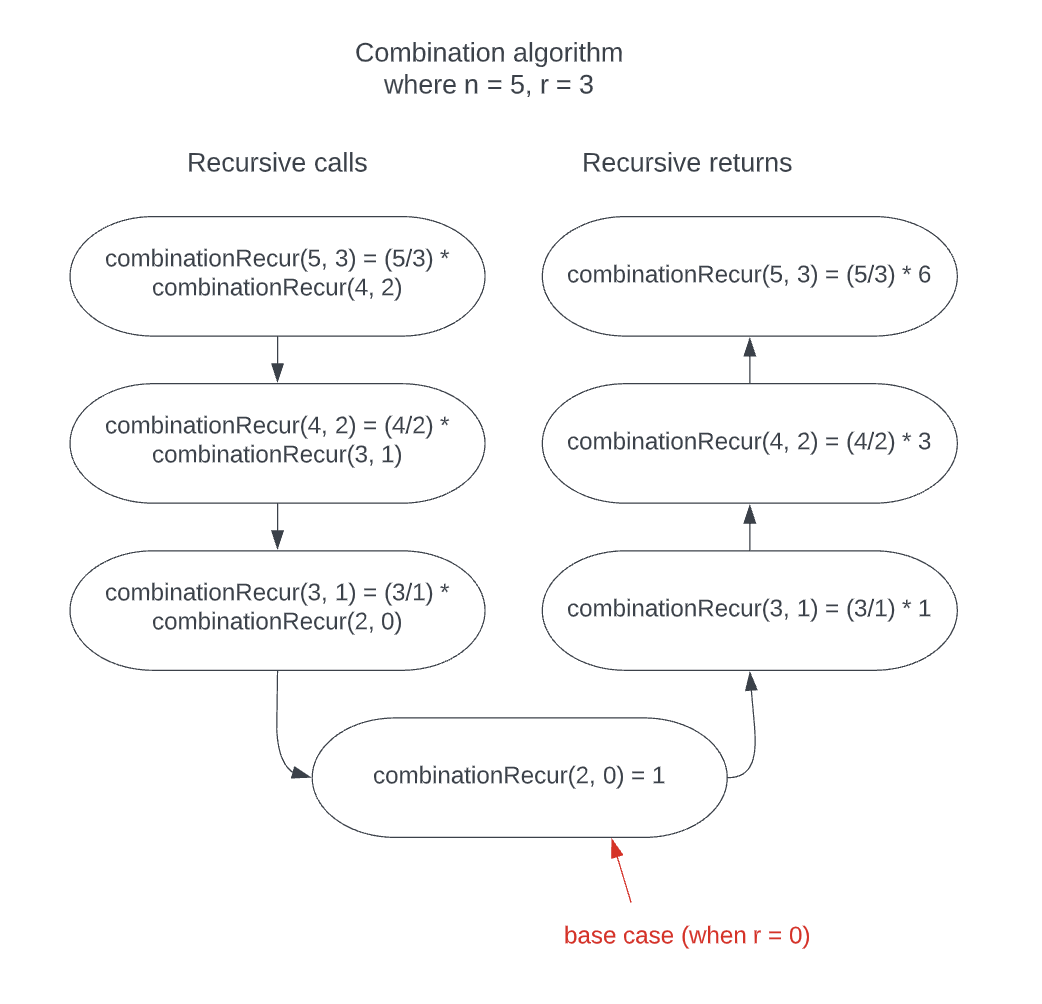 Combination algorithm
where n = 5, r = 3
Recursive calls
Recursive returns
combinationRecur(5, 3) = (5/3) *
combinationRecur(4, 2)
combinationRecur(5, 3) = (5/3) * 6
combinationRecur(4, 2) = (4/2) *
combinationRecur(3, 1)
combinationRecur(4, 2) = (4/2) * 3
combinationRecur(3, 1) = (3/1) *
combinationRecur(2, 0)
combinationRecur(3, 1) = (3/1) * 1
combinationRecur(2, 0) = 1
base case (when r = 0)